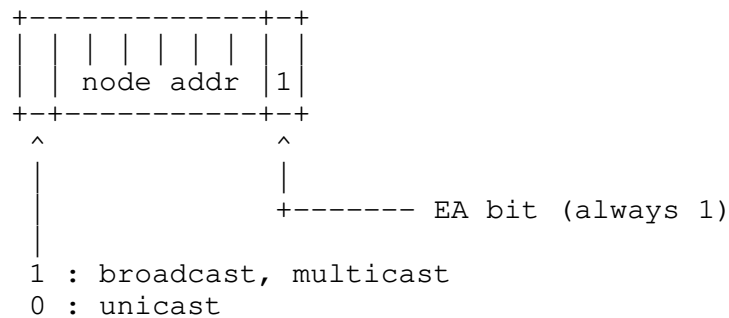 +-------------+-+
| | | | | | | | |
| | node addr |1|
+-+-----------+-+
^ ^
| |
| +------- EA bit (always 1)
|
1 : broadcast, multicast
0 : unicast